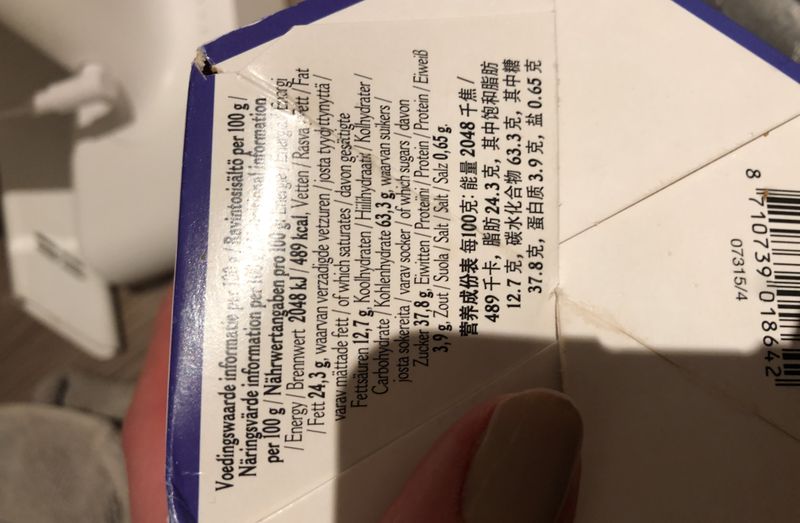 Voedingswaarde informatie per 100 g / Ravintosisältö per 100 g /
Näringsvärde information per 100 g / Nutritional information
per 100 g / Nährwertangaben pro 100 g: Energie / Energia / Energi
/ Energy / Brennwert 2048 kJ / 489 kcal, Vetten / Rasva / Fett / Fat
/ Fett 24,3 g, waarvan verzadigde vetzuren / josta tyydyttynyttä /
varav mättade fett / of which saturates / davon gesättigte
Fettsäuren 12,7 g, Koolhydraten / Hiilihydraatit / Kolhydrater /
Carbohydrate / Kohlenhydrate 63,3 g, waarvan suikers /
josta sokereita / varav socker / of which sugars / davon
Zucker 37,8 g, Eiwitten / Proteiini / Protein / Protein / Eiweiß
3,9 g, Zout / Suola / Salt / Salt / Salz 0,65 g.
营养成份表 每100克: 能量 2048 千焦 /
489 千卡, 脂肪 24.3 克, 其中饱和脂肪
12.7 克, 碳水化合物 63.3 克, 其中糖
37.8 克, 蛋白质 3.9 克, 盐 0.65 克
07315/4
8 710739 018642